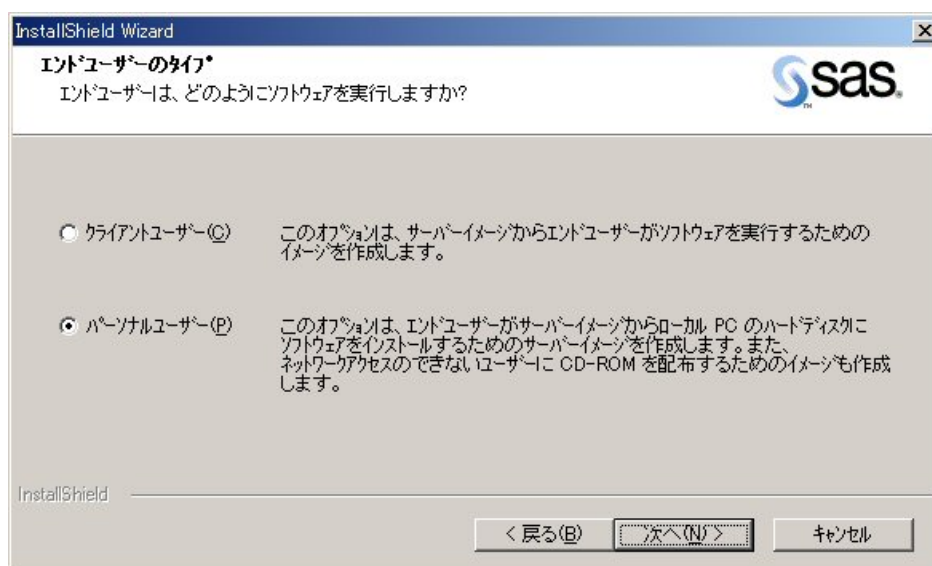 InstallShield Wizard
エンドユーザーのタイプ
エンドユーザーは、どのようにソフトウェアを実行しますか?
sas.
TM
クライアントユーザー(C)
このオプションは、サーバーイメージからエンドユーザーがソフトウェアを実行するための
イメージを作成します。
パーソナルユーザー(P)
このオプションは、エンドユーザーがサーバーイメージからローカル PC のハードディスクに
ソフトウェアをインストールするためのサーバーイメージを作成します。また、
ネットワークアクセスのできないユーザーに CD-ROM を配布するためのイメージも作成
します。
InstallShield
< 戻る(B)
次へ(N) >
キャンセル